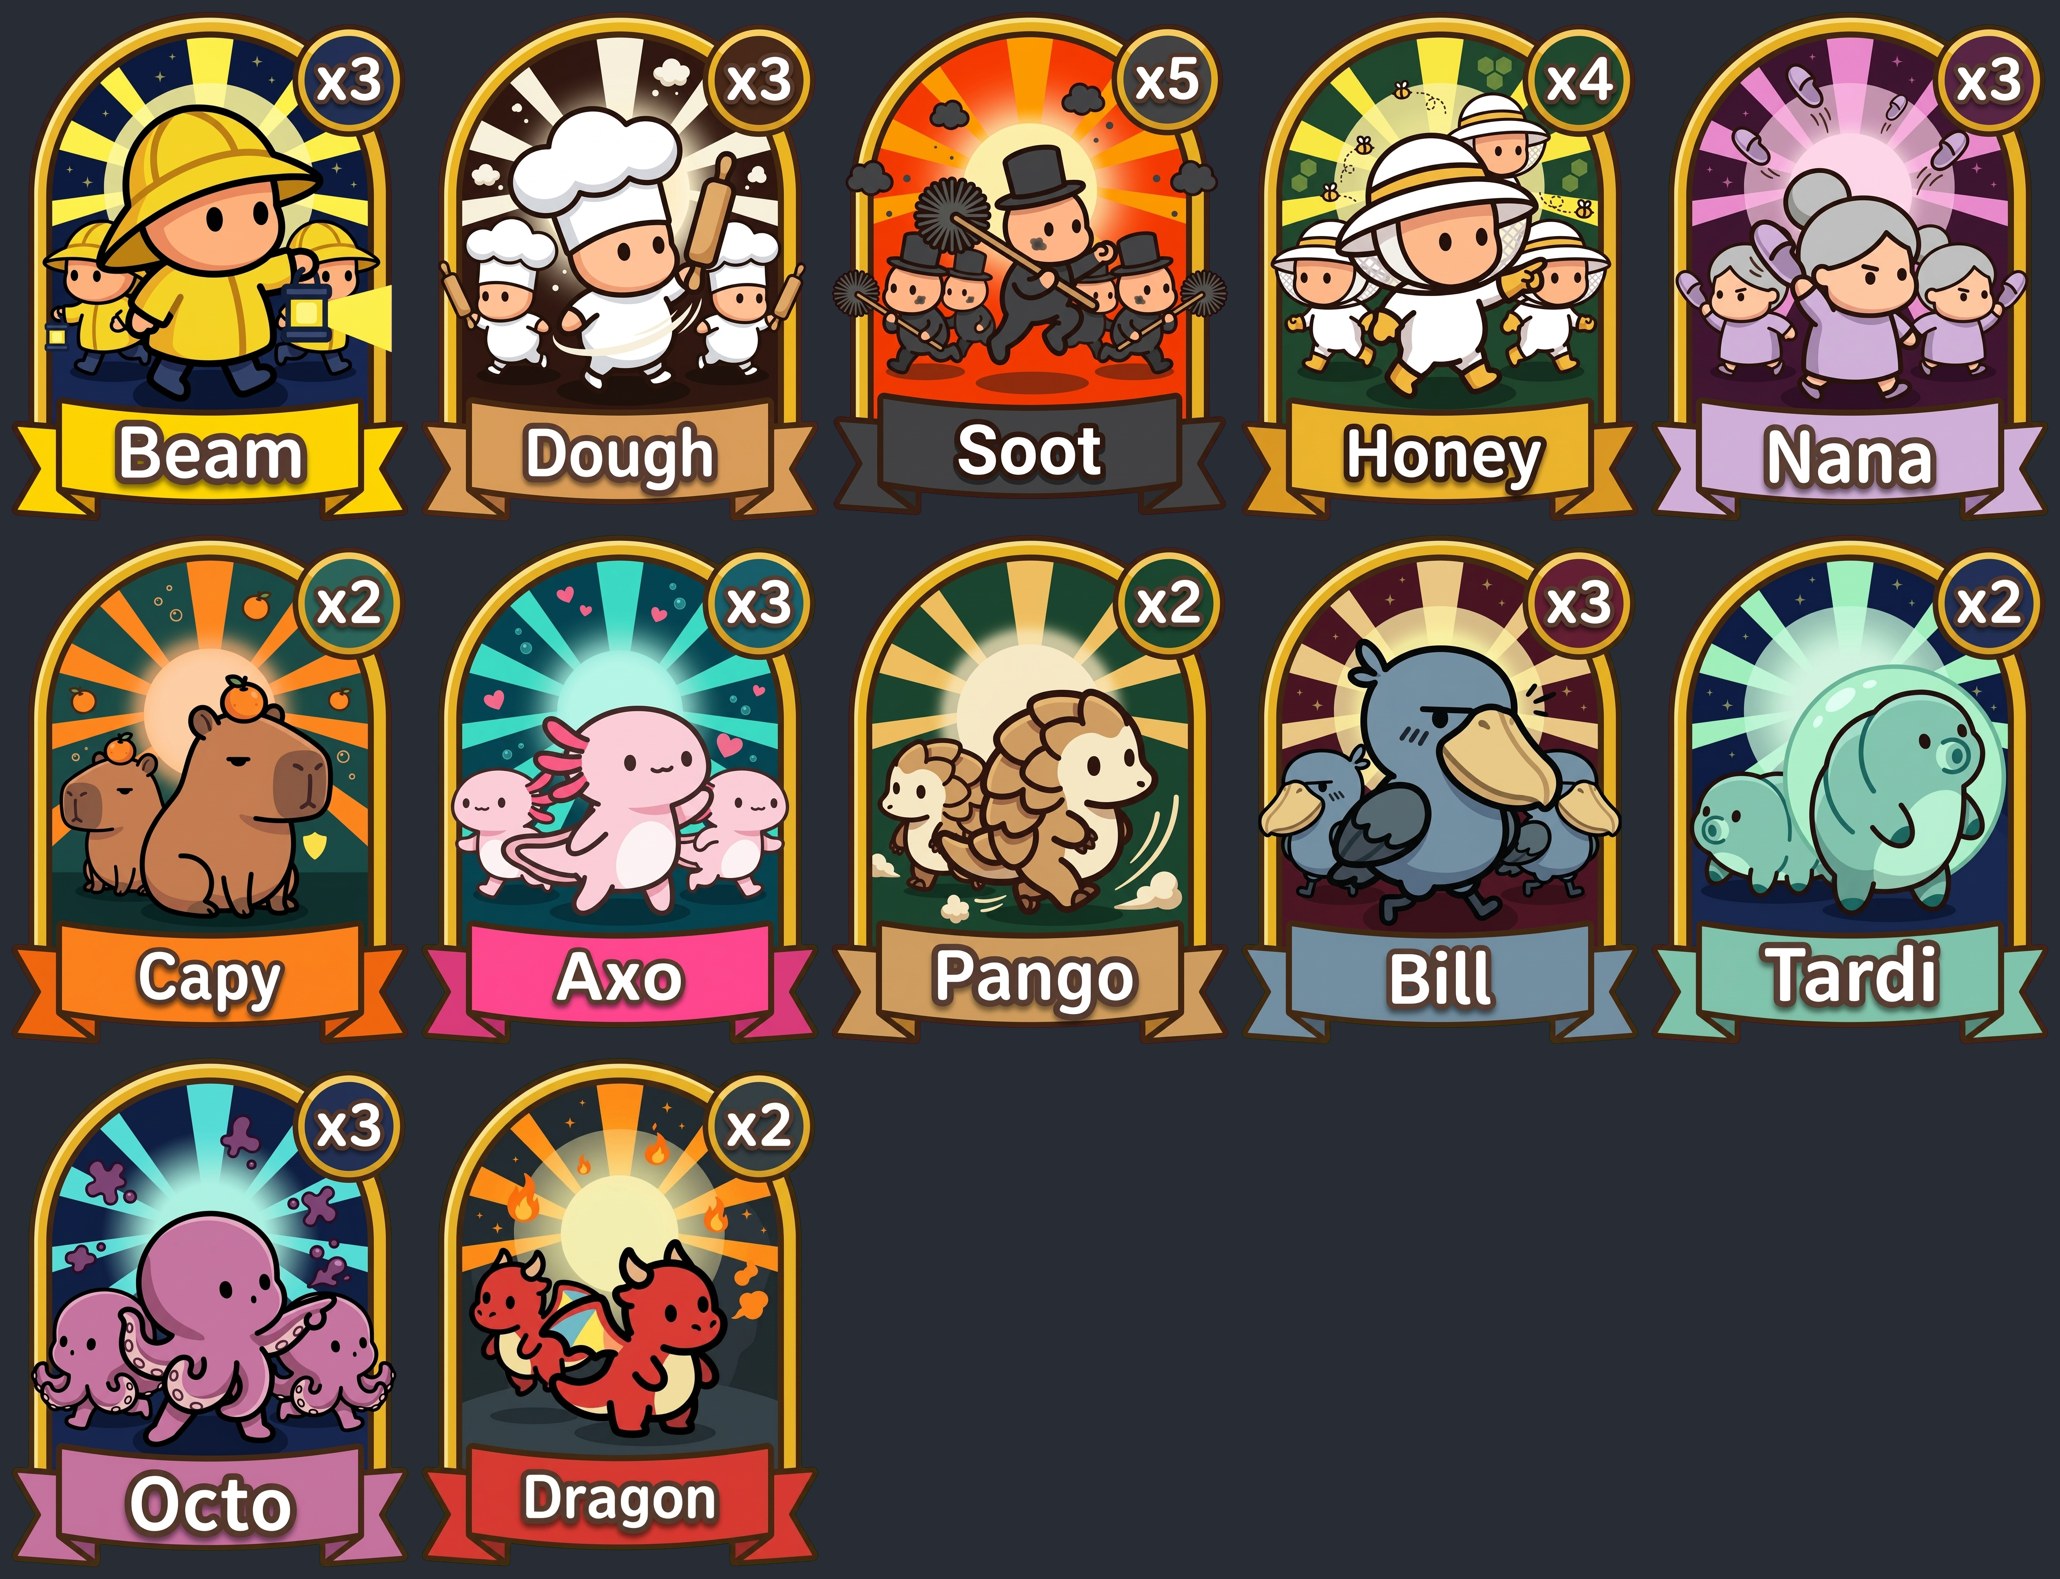 x3
Beam
x3
Dough
x5
Soot
x4
Honey
x3
Nana
x2
Capy
x3
Axo
x2
Pango
x3
Bill
x2
Tardi
x3
Octo
x2
Dragon